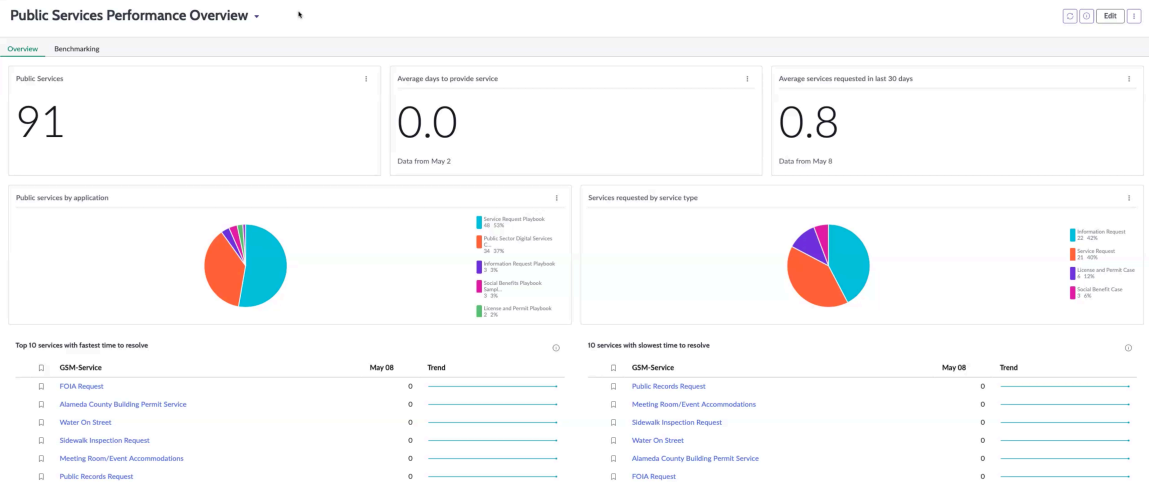 Public Services Performance Overview
Edit
Overview Benchmarking
Public Services
91
Average days to provide service
0.0
Data from May 2
Average services requested in last 30 days
0.8
Data from May 8
Public services by application
Service Request Playbook
48 53%
Public Sector Digital Services
C...
34 37%
Information Request Playbook
3 3%
Social Benefits Playbook
Sampl...
3 3%
License and Permit Playbook
2 2%
Services requested by service type
Information Request
22 42%
Service Request
21 40%
License and Permit Case
6 12%
Social Benefit Case
3 6%
Top 10 services with fastest time to resolve
GSM-Service May 08 Trend
FOIA Request 0
Alameda County Building Permit Service 0
Water On Street 0
Sidewalk Inspection Request 0
Meeting Room/Event Accommodations 0
Public Records Request 0
10 services with slowest time to resolve
GSM-Service May 08 Trend
Public Records Request 0
Meeting Room/Event Accommodations 0
Sidewalk Inspection Request 0
Water On Street 0
Alameda County Building Permit Service 0
FOIA Request 0